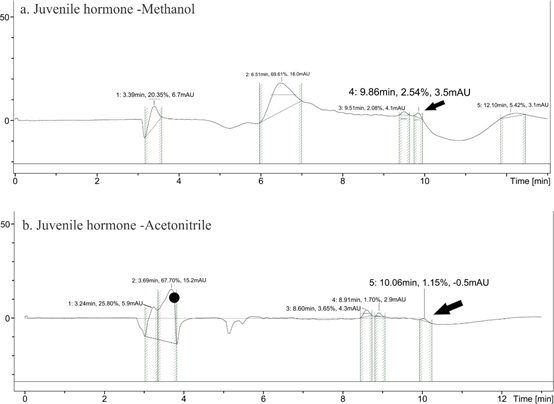 a. Juvenile hormone -Methanol
50
2: 6.51min, 69.61%, 18.0mAU
1: 3.39min, 20.35%, 6.7mAU
4: 9.86min, 2.54%, 3.5mAU
3: 9.51min, 2.08%, 4.1mAU
5: 12.10min, 5.42%, 3.1mAU
0
0 2 4 6 8 10 Time [min]
b. Juvenile hormone -Acetonitrile
50
2: 3.69min, 67.70%, 15.2mAU
5: 10.06min, 1.15%, -0.5mAU
1: 3.24min, 25.80%, 5.9mAU
4: 8.91min, 1.70%, 2.9mAU
3: 8.60min, 3.65%, 4.3mAU
0
0 2 4 6 8 10 12 Time [min]